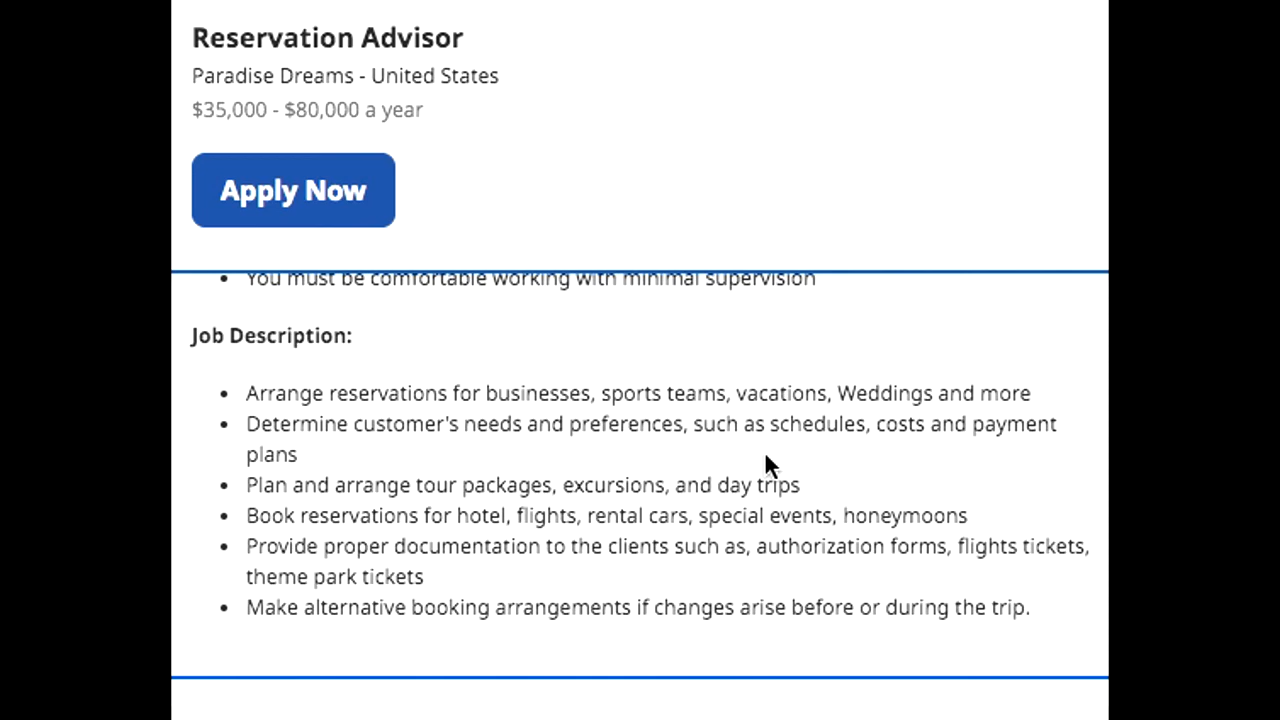 Reservation Advisor
Paradise Dreams - United States
$35,000 - $80,000 a year
Apply Now
• You must be comfortable working with minimal supervision
Job Description:
• Arrange reservations for businesses, sports teams, vacations, Weddings and more
• Determine customer's needs and preferences, such as schedules, costs and payment
plans
• Plan and arrange tour packages, excursions, and day trips
• Book reservations for hotel, flights, rental cars, special events, honeymoons
• Provide proper documentation to the clients such as, authorization forms, flights tickets,
theme park tickets
• Make alternative booking arrangements if changes arise before or during the trip.